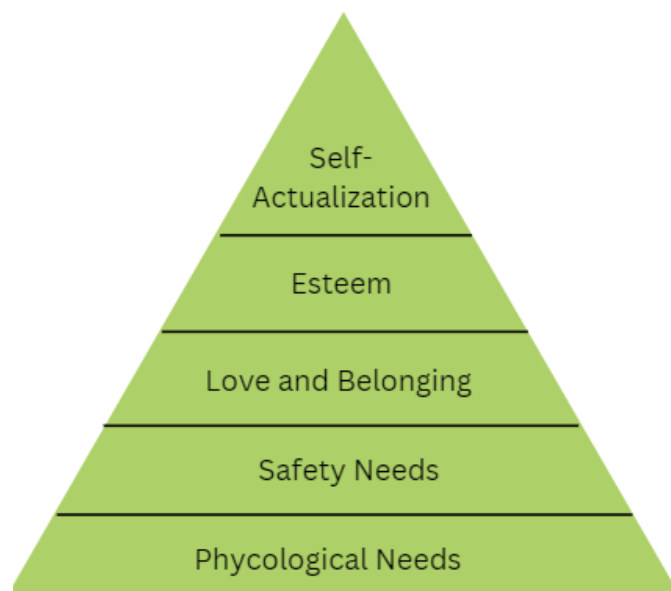 Self-
Actualization
Esteem
Love and Belonging
Safety Needs
Phycological Needs